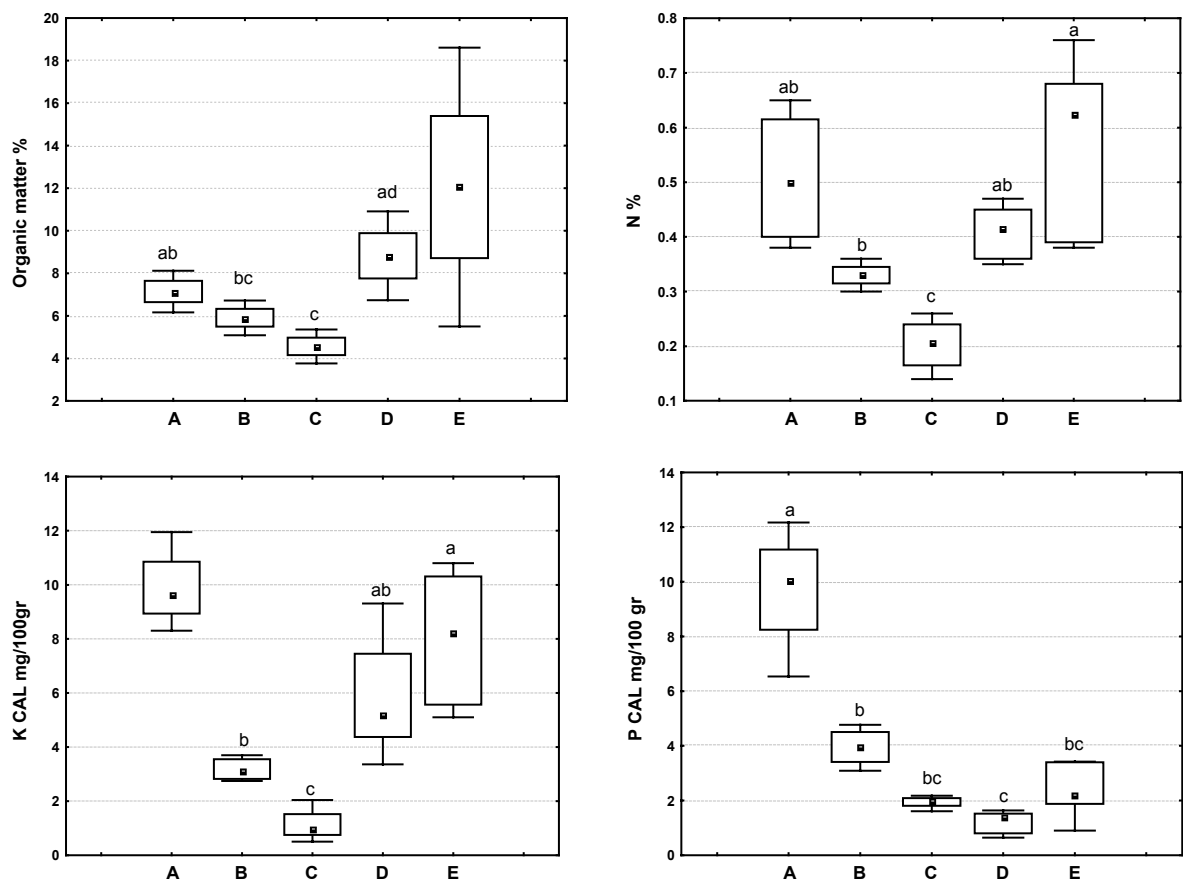 Organic matter %
20
18
16
14
12
10
8
6
4
2
ab
bc
c
ad
A B C D E
N %
0.8
0.7
0.6
0.5
0.4
0.3
0.2
0.1
ab
b
c
ab
a
A B C D E
K CAL mg/100gr
14
12
10
8
6
4
2
0
b
c
ab
a
A B C D E
P CAL mg/100 gr
14
12
10
8
6
4
2
0
a
b
bc
c
bc
A B C D E